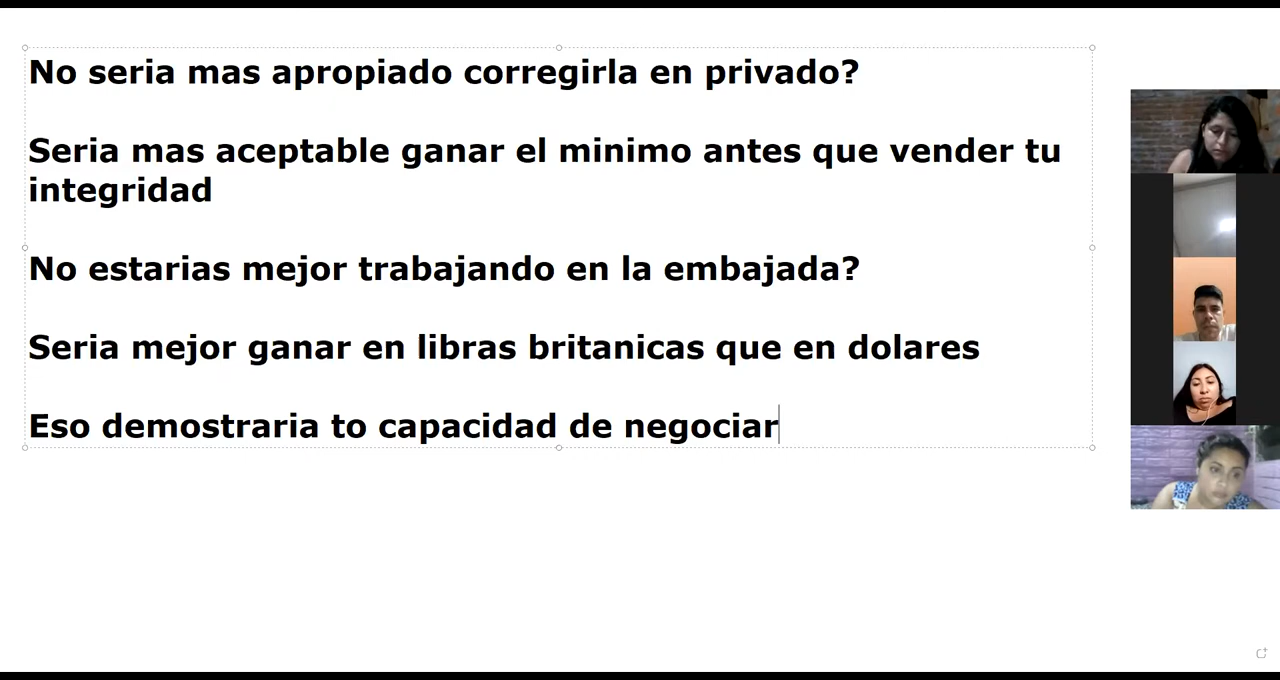 No seria mas apropiado corregirla en privado?
Seria mas aceptable ganar el minimo antes que vender tu
integridad
No estarias mejor trabajando en la embajada?
Seria mejor ganar en libras britanicas que en dolares
Eso demostraria to capacidad de negociar